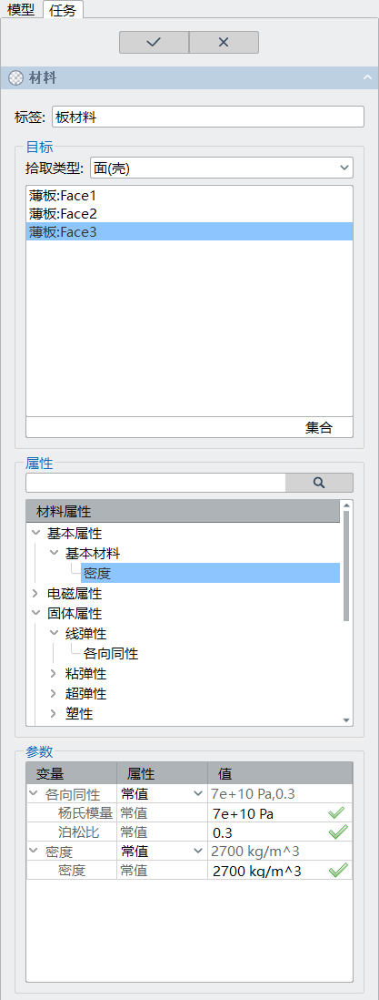 模型 任务
材料
标签: 板材料
目标
拾取类型: 面(壳)
薄板:Face1
薄板:Face2
薄板:Face3
集合
属性
材料属性
基本属性
基本材料
密度
电磁属性
固体属性
线弹性
各向同性
粘弹性
超弹性
塑性
参数
变量 属性 值
各向同性 常值 7e+10 Pa,0.3
杨氏模量 常值 7e+10 Pa
泊松比 常值 0.3
密度 常值 2700 kg/m^3
密度 常值 2700 kg/m^3